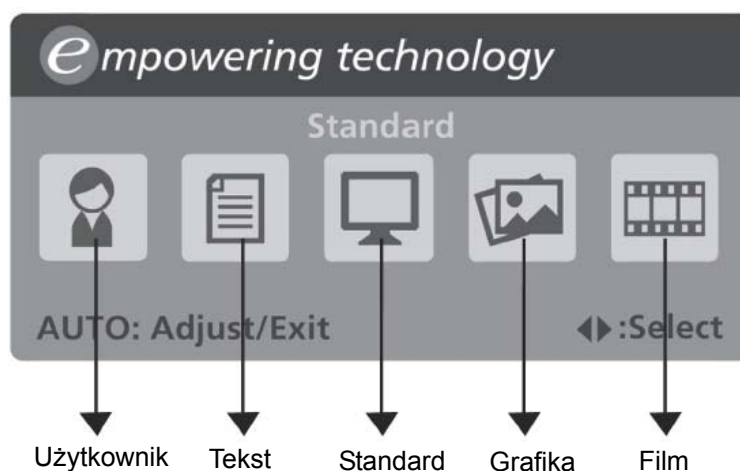 empowering technology
Standard
AUTO: Adjust/Exit ◀▶:Select
Użytkownik Tekst Standard Grafika Film